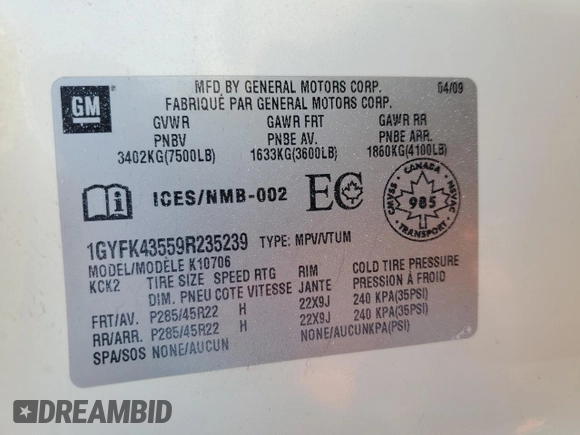 GM
MFD BY GENERAL MOTORS CORP.
04/09
FABRIQUÉ PAR GENERAL MOTORS CORP.
GVWR GAWR FRT GAWR RR
PNBV PNBE AV. PNBE ARR.
3402KG(7500LB) 1633KG(3600LB) 1860KG(4100LB)
ICES/NMB-002 EC
CANADA
CMVSS 985 NSVAC
TRANSPORT
1GYFK43559R235239 TYPE: MPV/VTUM
MODEL/MODÈLE K10706
KCK2 TIRE SIZE SPEED RTG RIM COLD TIRE PRESSURE
DIM. PNEU COTE VITESSE JANTE PRESSION À FROID
FRT/AV. P285/45R22 H 22X9J 240 KPA(35PSI)
RR/ARR. P285/45R22 H 22X9J 240 KPA(35PSI)
SPA/SOS NONE/AUCUN NONE/AUCUNKPA(PSI)
DREAMBID